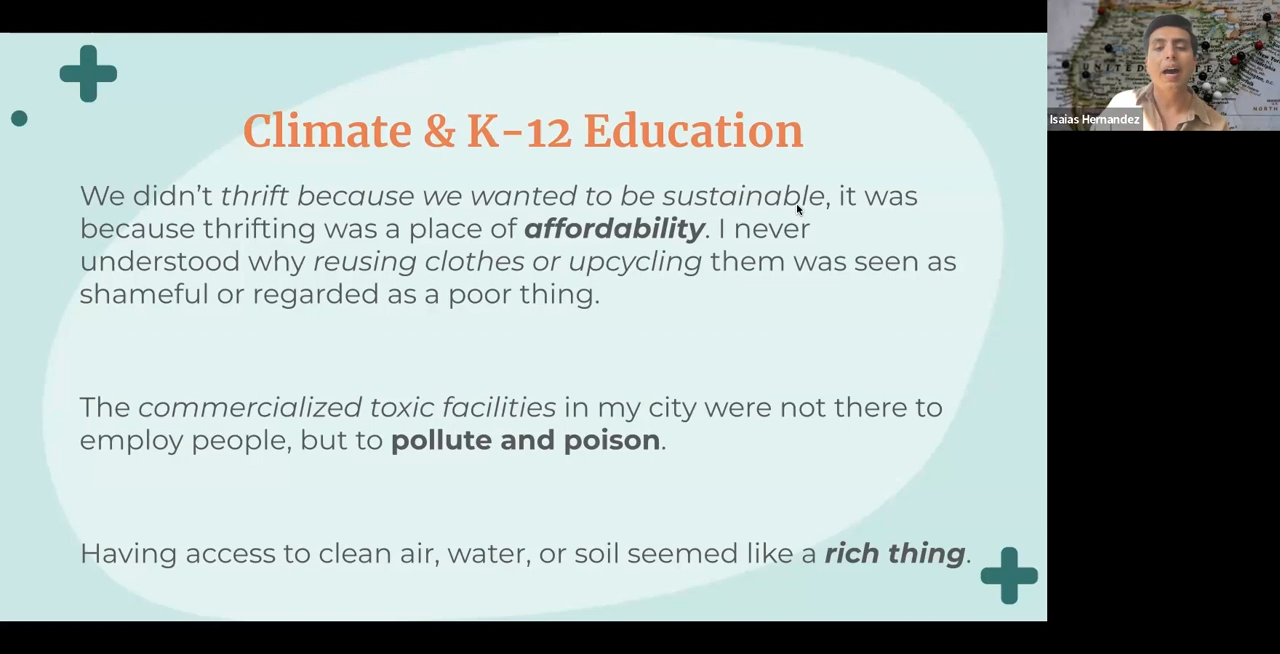 Climate & K-12 Education
We didn’t thrift because we wanted to be sustainable, it was
because thrifting was a place of affordability. I never
understood why reusing clothes or upcycling them was seen as
shameful or regarded as a poor thing.
The commercialized toxic facilities in my city were not there to
employ people, but to pollute and poison.
Having access to clean air, water, or soil seemed like a rich thing.
UNITED STATES
Isaias Hernandez